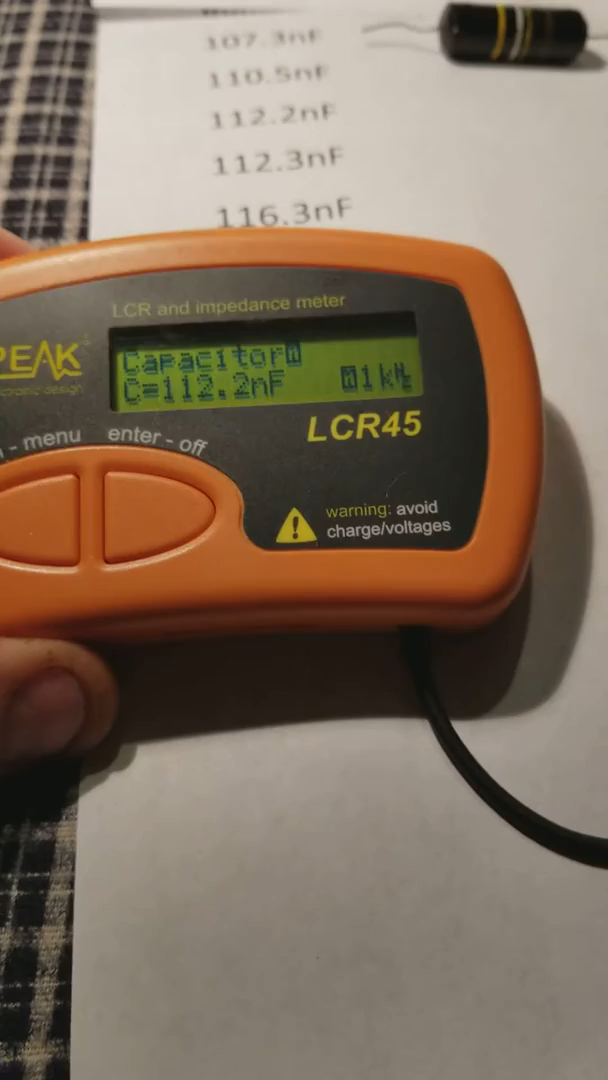 107.3nF
110.5nF
112.2nF
112.3nF
116.3nF
LCR and impedance meter
PEAK
Capacitor
C=112.2nF 1kHz
LCR45
- menu enter - off
warning: avoid
charge/voltages